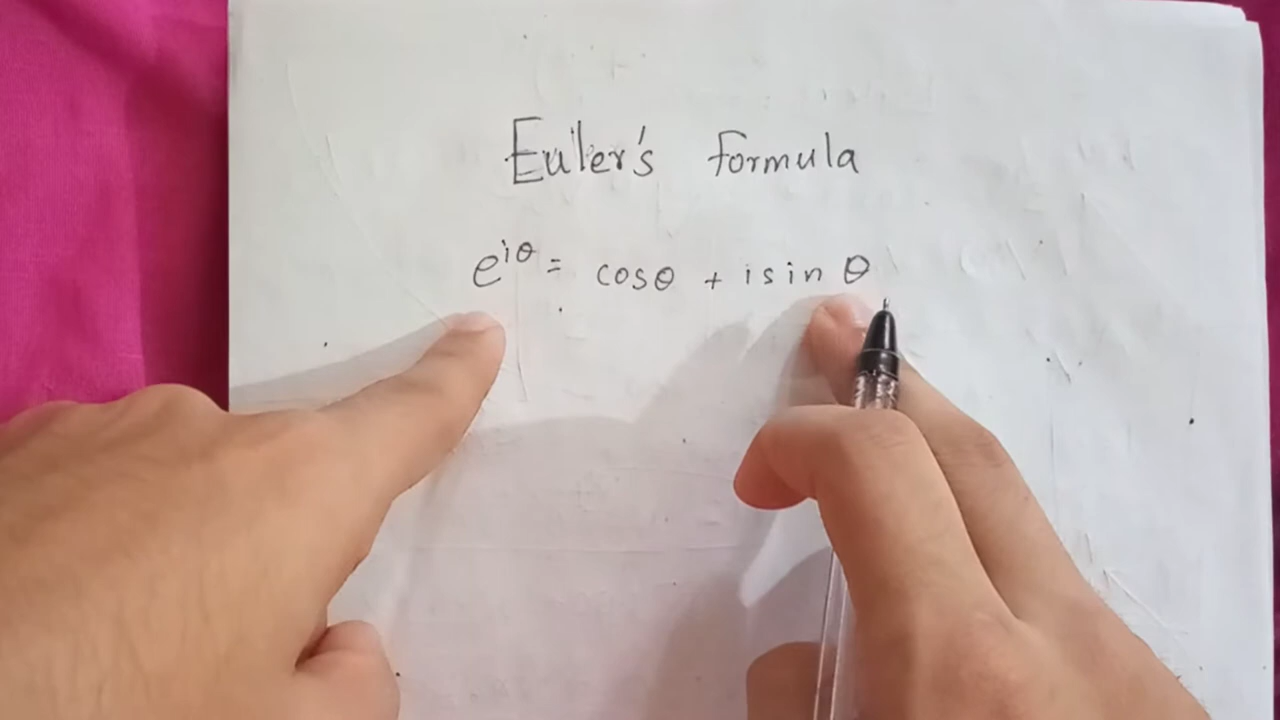 Euler's formula
e^{iθ} = cosθ + i sin θ